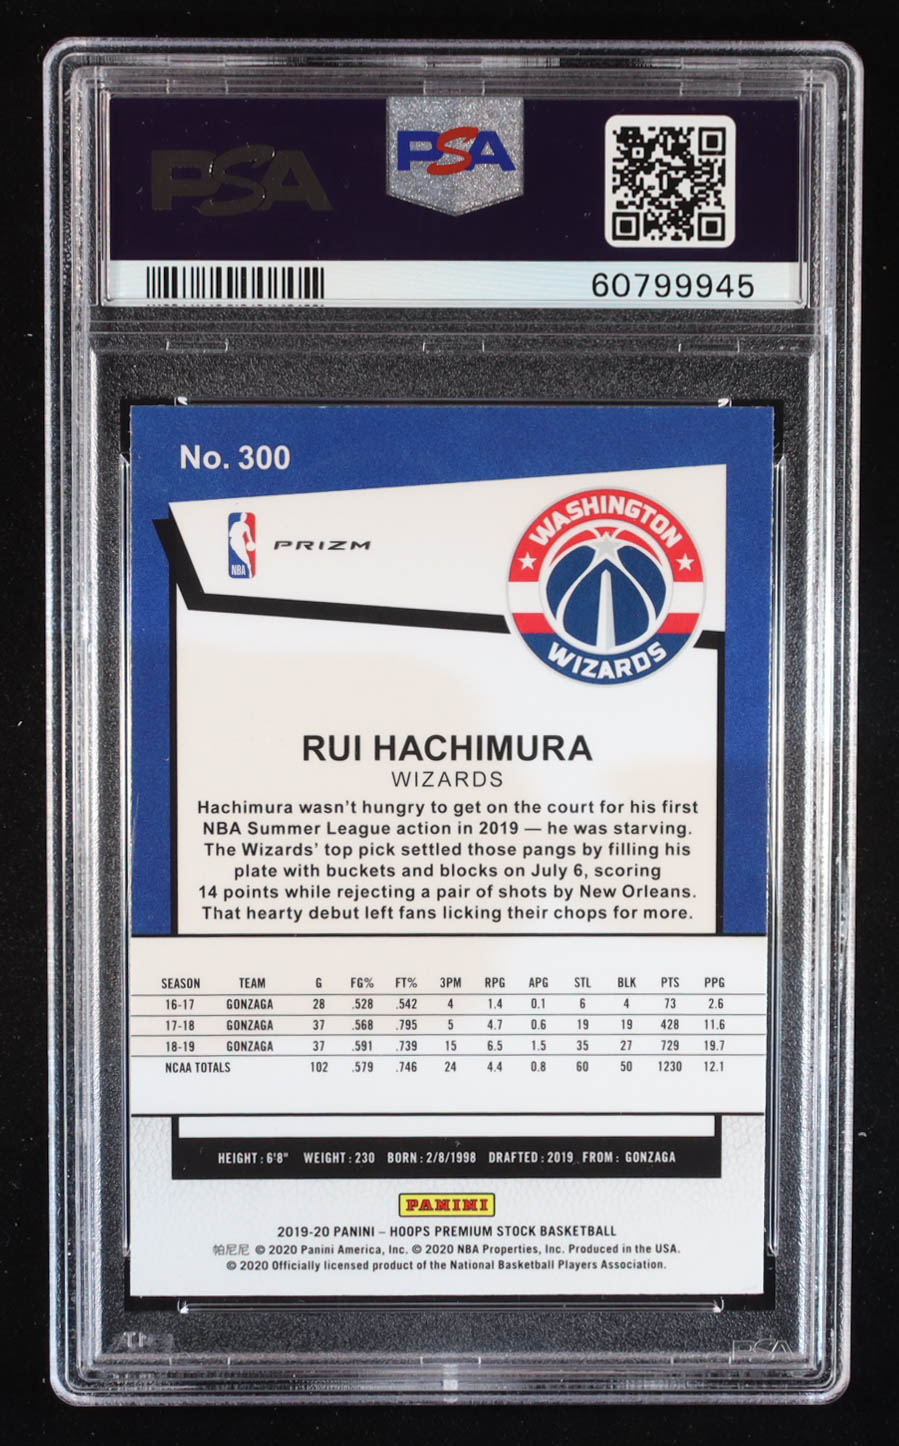 PSA
PSA
60799945
No. 300
NBA
PRIZM
WASHINGTON
WIZARDS
RUI HACHIMURA
WIZARDS
Hachimura wasn't hungry to get on the court for his first
NBA Summer League action in 2019 — he was starving.
The Wizards' top pick settled those pangs by filling his
plate with buckets and blocks on July 6, scoring
14 points while rejecting a pair of shots by New Orleans.
That hearty debut left fans licking their chops for more.
SEASON TEAM G FG% FT% 3PM RPG APG STL BLK PTS PPG
16-17 GONZAGA 28 .528 .542 4 1.4 0.1 6 4 73 2.6
17-18 GONZAGA 37 .568 .795 5 4.7 0.6 19 19 428 11.6
18-19 GONZAGA 37 .591 .739 15 6.5 1.5 35 27 729 19.7
NCAA TOTALS 102 .579 .746 24 4.4 0.8 60 50 1230 12.1
HEIGHT: 6'8" WEIGHT: 230 BORN: 2/8/1998 DRAFTED: 2019 FROM: GONZAGA
PANINI
2019-20 PANINI – HOOPS PREMIUM STOCK BASKETBALL
帕尼尼 © 2020 Panini America, Inc. © 2020 NBA Properties, Inc. Produced in the USA.
© 2020 Officially licensed product of the National Basketball Players Association.
PSA